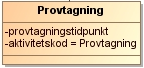 Provtagning
-provtagningstidpunkt
-aktivitetskod = Provtagning